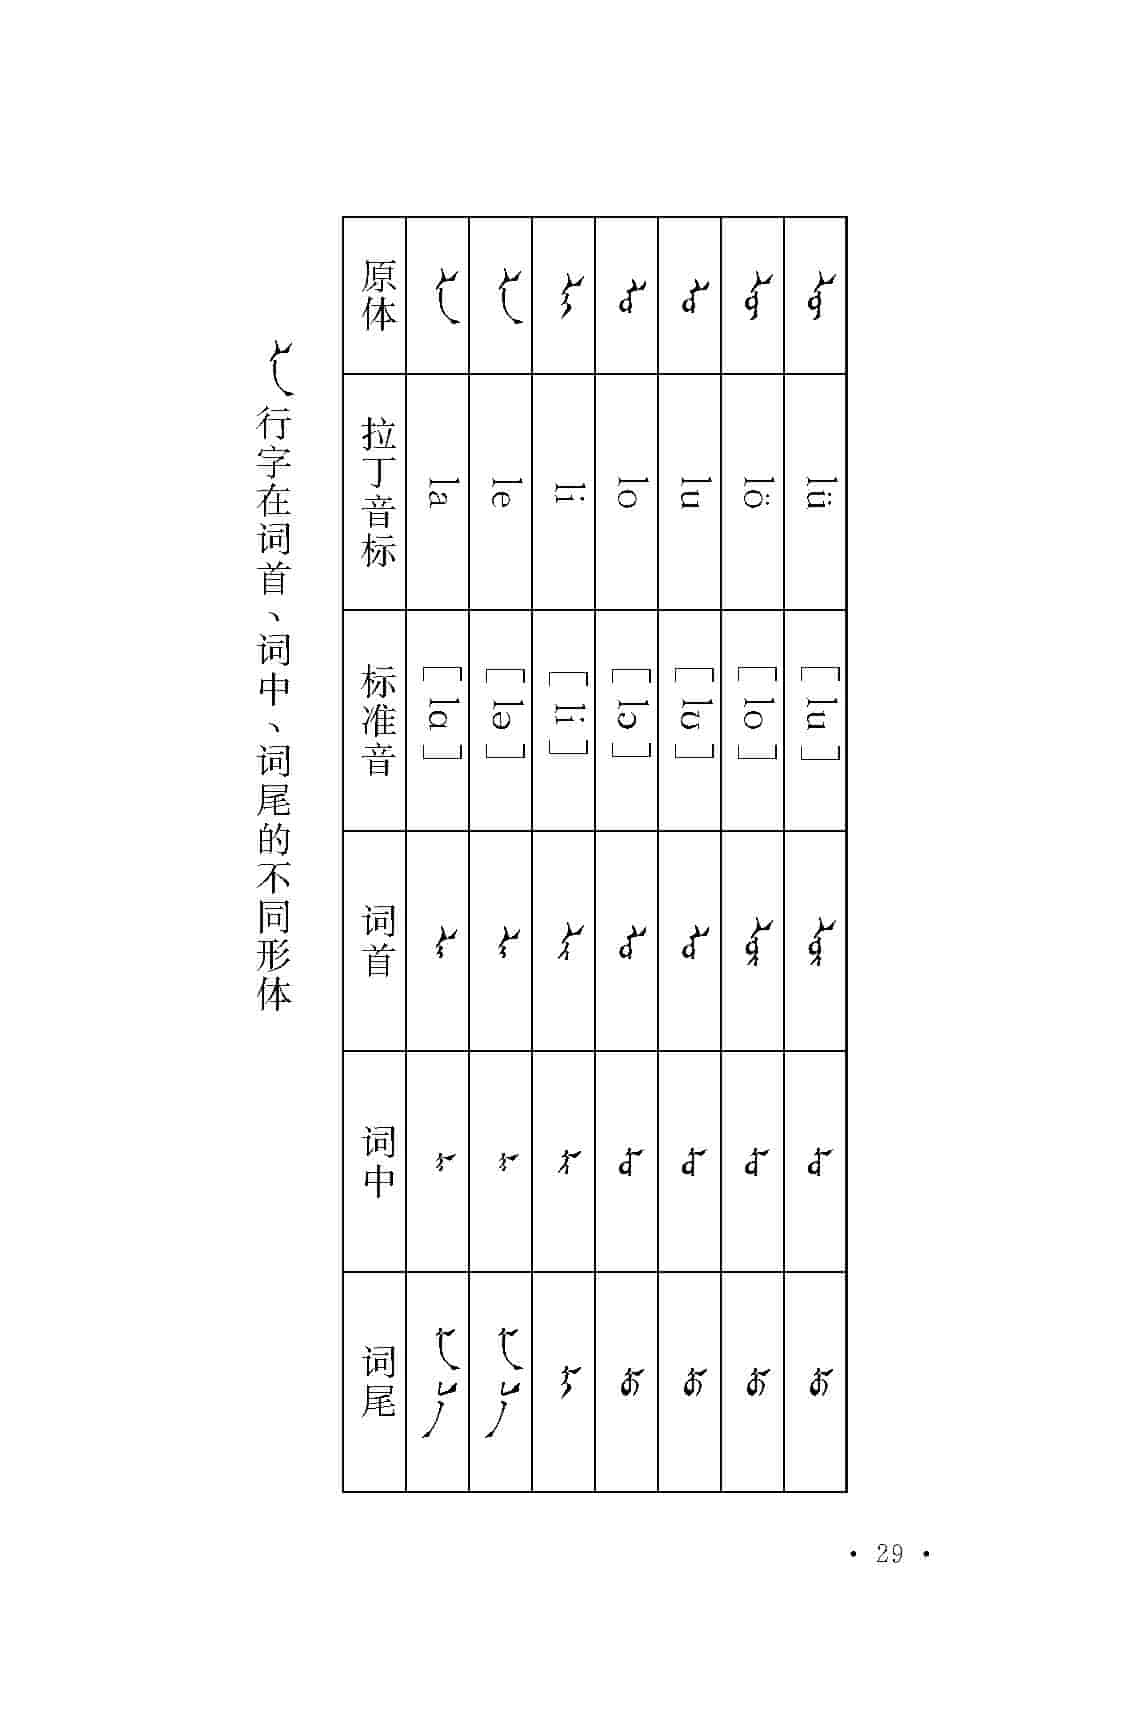 ᠯᠠ 行字在词首、词中、词尾的不同形体
原体 拉丁音标 标准音 词首 词中 词尾
ᠯᠠ la [lɑ] ᠯᠠ‍ ‍ᠯᠠ‍ ‍ᠯᠠ ‍ᠯ᠎ᠠ
ᠯᠡ le [lə] ᠯᠡ‍ ‍ᠯᠡ‍ ‍ᠯᠡ ‍ᠯ᠎ᠡ
ᠯᠢ li [li] ᠯᠢ‍ ‍ᠯᠢ‍ ‍ᠯᠢ
ᠯᠣ lo [lɔ] ᠯᠣ‍ ‍ᠯᠣ‍ ‍ᠯᠣ
ᠯᠤ lu [lʊ] ᠯᠤ‍ ‍ᠯᠤ‍ ‍ᠯᠤ
ᠯᠥ lö [lo] ᠯᠥ‍ ‍ᠯᠥ‍ ‍ᠯᠥ
ᠯᠦ lü [lu] ᠯᠦ‍ ‍ᠯᠦ‍ ‍ᠯᠦ
· 29 ·